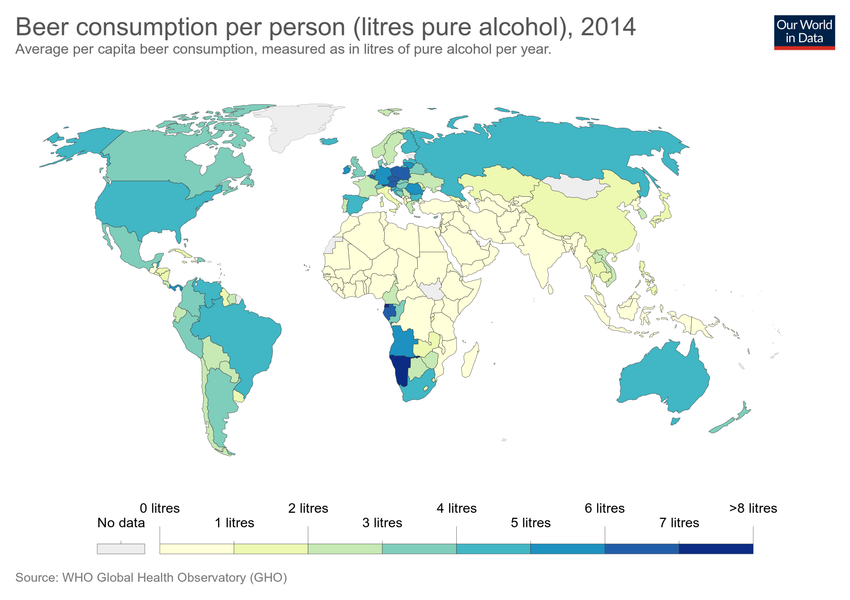 Beer consumption per person (litres pure alcohol), 2014
Average per capita beer consumption, measured as in litres of pure alcohol per year.
Our World
in Data
No data
0 litres
1 litres
2 litres
3 litres
4 litres
5 litres
6 litres
7 litres
>8 litres
Source: WHO Global Health Observatory (GHO)